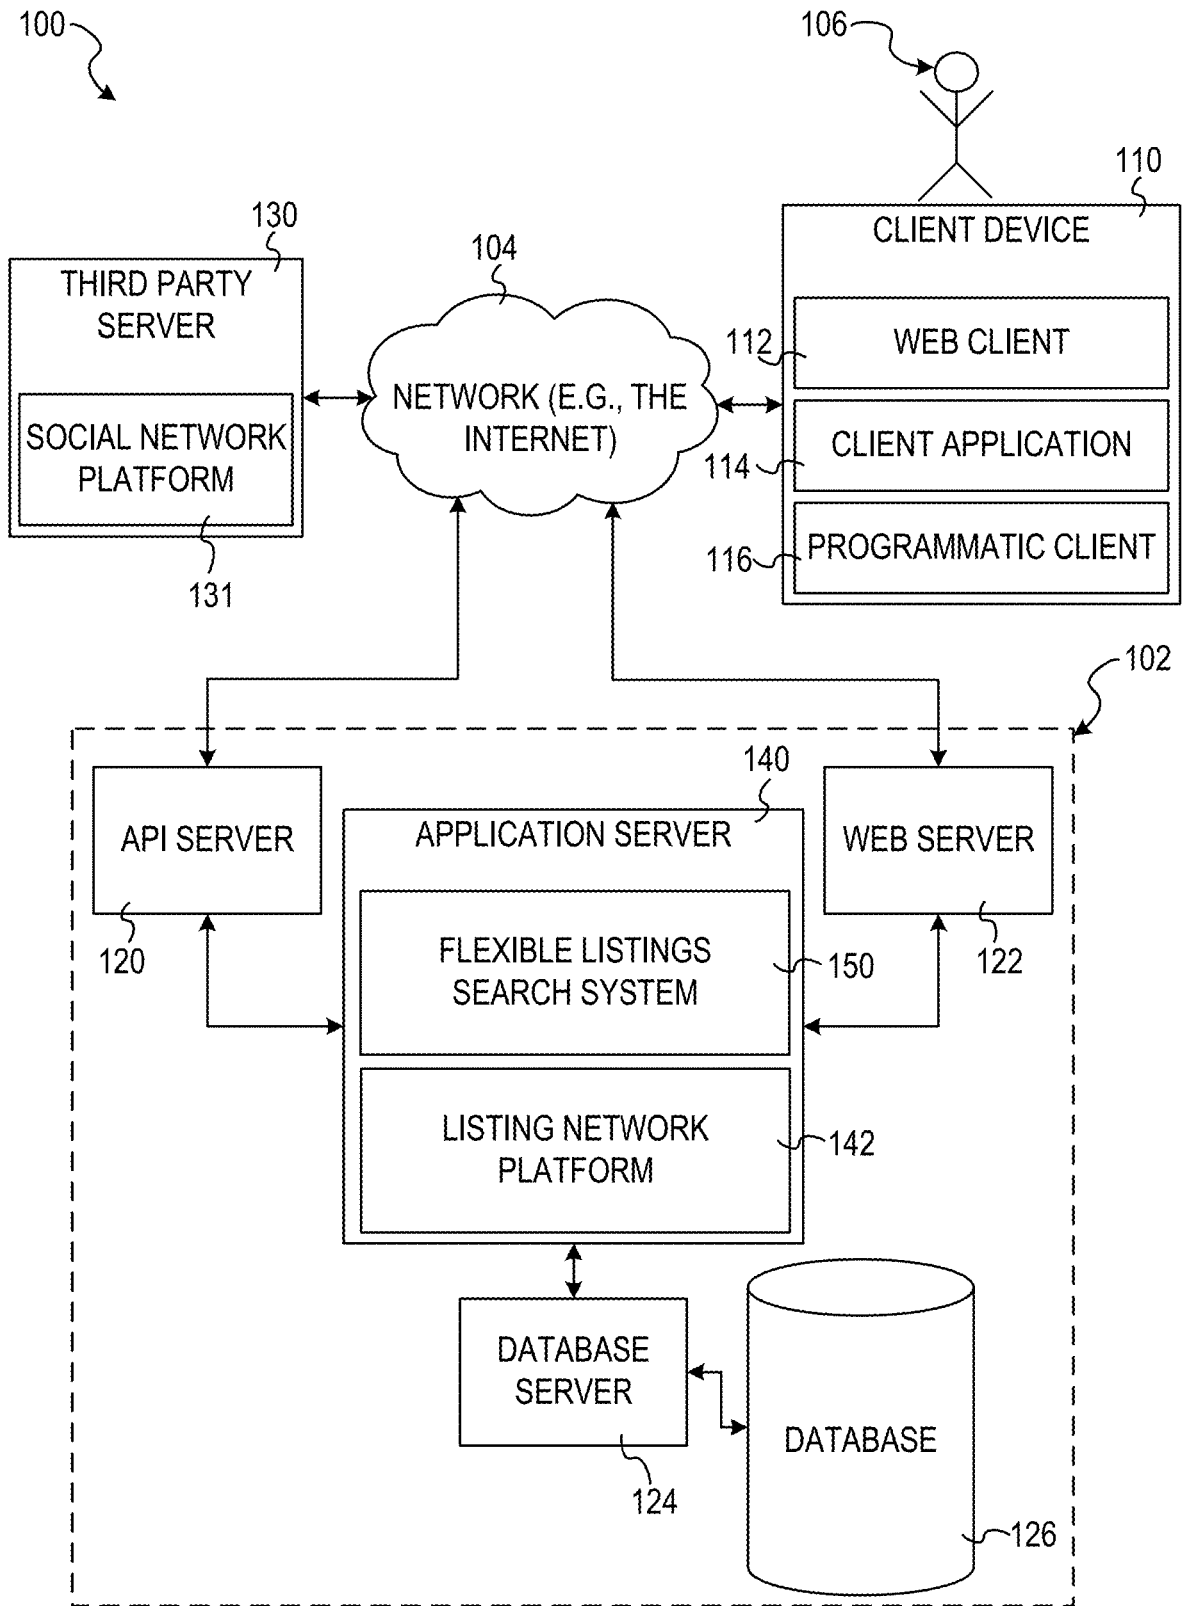 100
106
110
CLIENT DEVICE
130
THIRD PARTY
SERVER
104
112
WEB CLIENT
NETWORK (E.G., THE
INTERNET)
SOCIAL NETWORK
PLATFORM
114
CLIENT APPLICATION
116
PROGRAMMATIC CLIENT
131
102
140
API SERVER
APPLICATION SERVER
WEB SERVER
120
122
FLEXIBLE LISTINGS
SEARCH SYSTEM
150
LISTING NETWORK
PLATFORM
142
DATABASE
SERVER
124
DATABASE
126